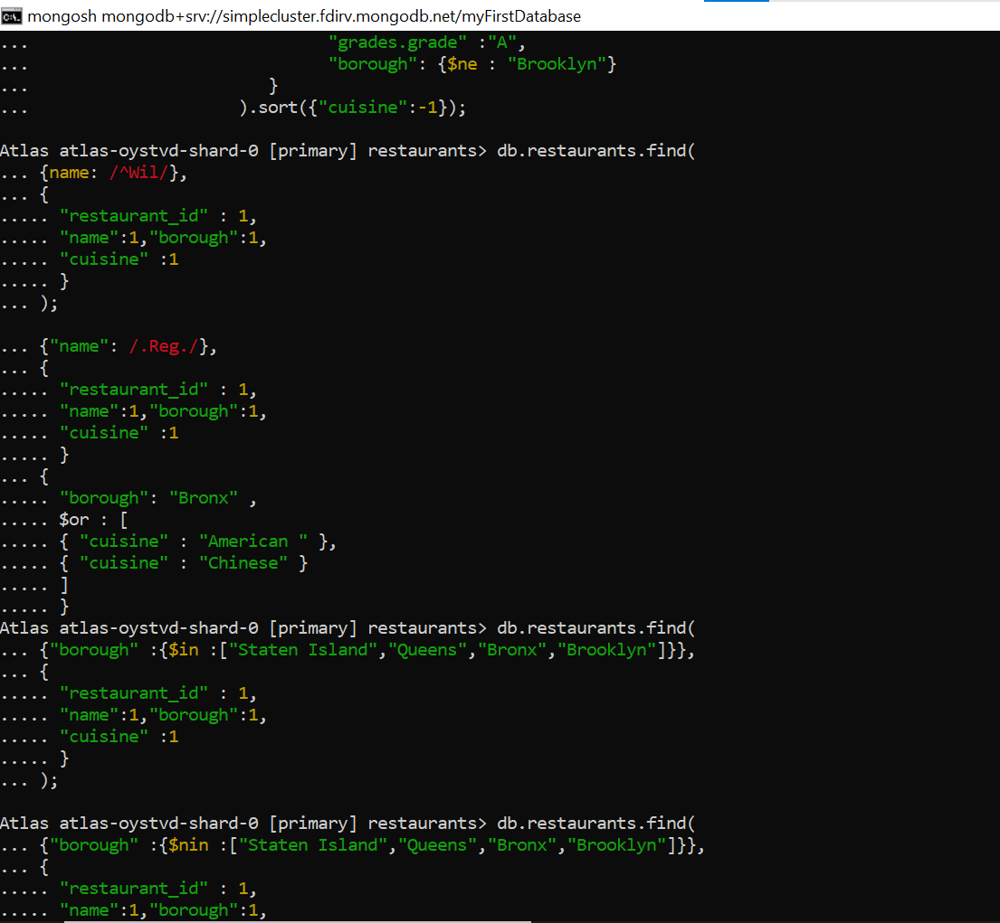 mongosh mongodb+srv://simplecluster.fdirv.mongodb.net/myFirstDatabase
... "grades.grade" :"A",
... "borough": {$ne : "Brooklyn"}
... }
... ).sort({"cuisine":-1});
Atlas atlas-oystvd-shard-0 [primary] restaurants> db.restaurants.find(
... {name: /^Wil/},
... {
..... "restaurant_id" : 1,
..... "name":1,"borough":1,
..... "cuisine" :1
..... }
... );
... {"name": /.Reg./},
... {
..... "restaurant_id" : 1,
..... "name":1,"borough":1,
..... "cuisine" :1
..... }
... {
..... "borough": "Bronx" ,
..... $or : [
..... { "cuisine" : "American " },
..... { "cuisine" : "Chinese" }
..... ]
..... }
Atlas atlas-oystvd-shard-0 [primary] restaurants> db.restaurants.find(
... {"borough" :{$in :["Staten Island","Queens","Bronx","Brooklyn"]}},
... {
..... "restaurant_id" : 1,
..... "name":1,"borough":1,
..... "cuisine" :1
..... }
... );
Atlas atlas-oystvd-shard-0 [primary] restaurants> db.restaurants.find(
... {"borough" :{$nin :["Staten Island","Queens","Bronx","Brooklyn"]}},
... {
..... "restaurant_id" : 1,
..... "name":1,"borough":1,